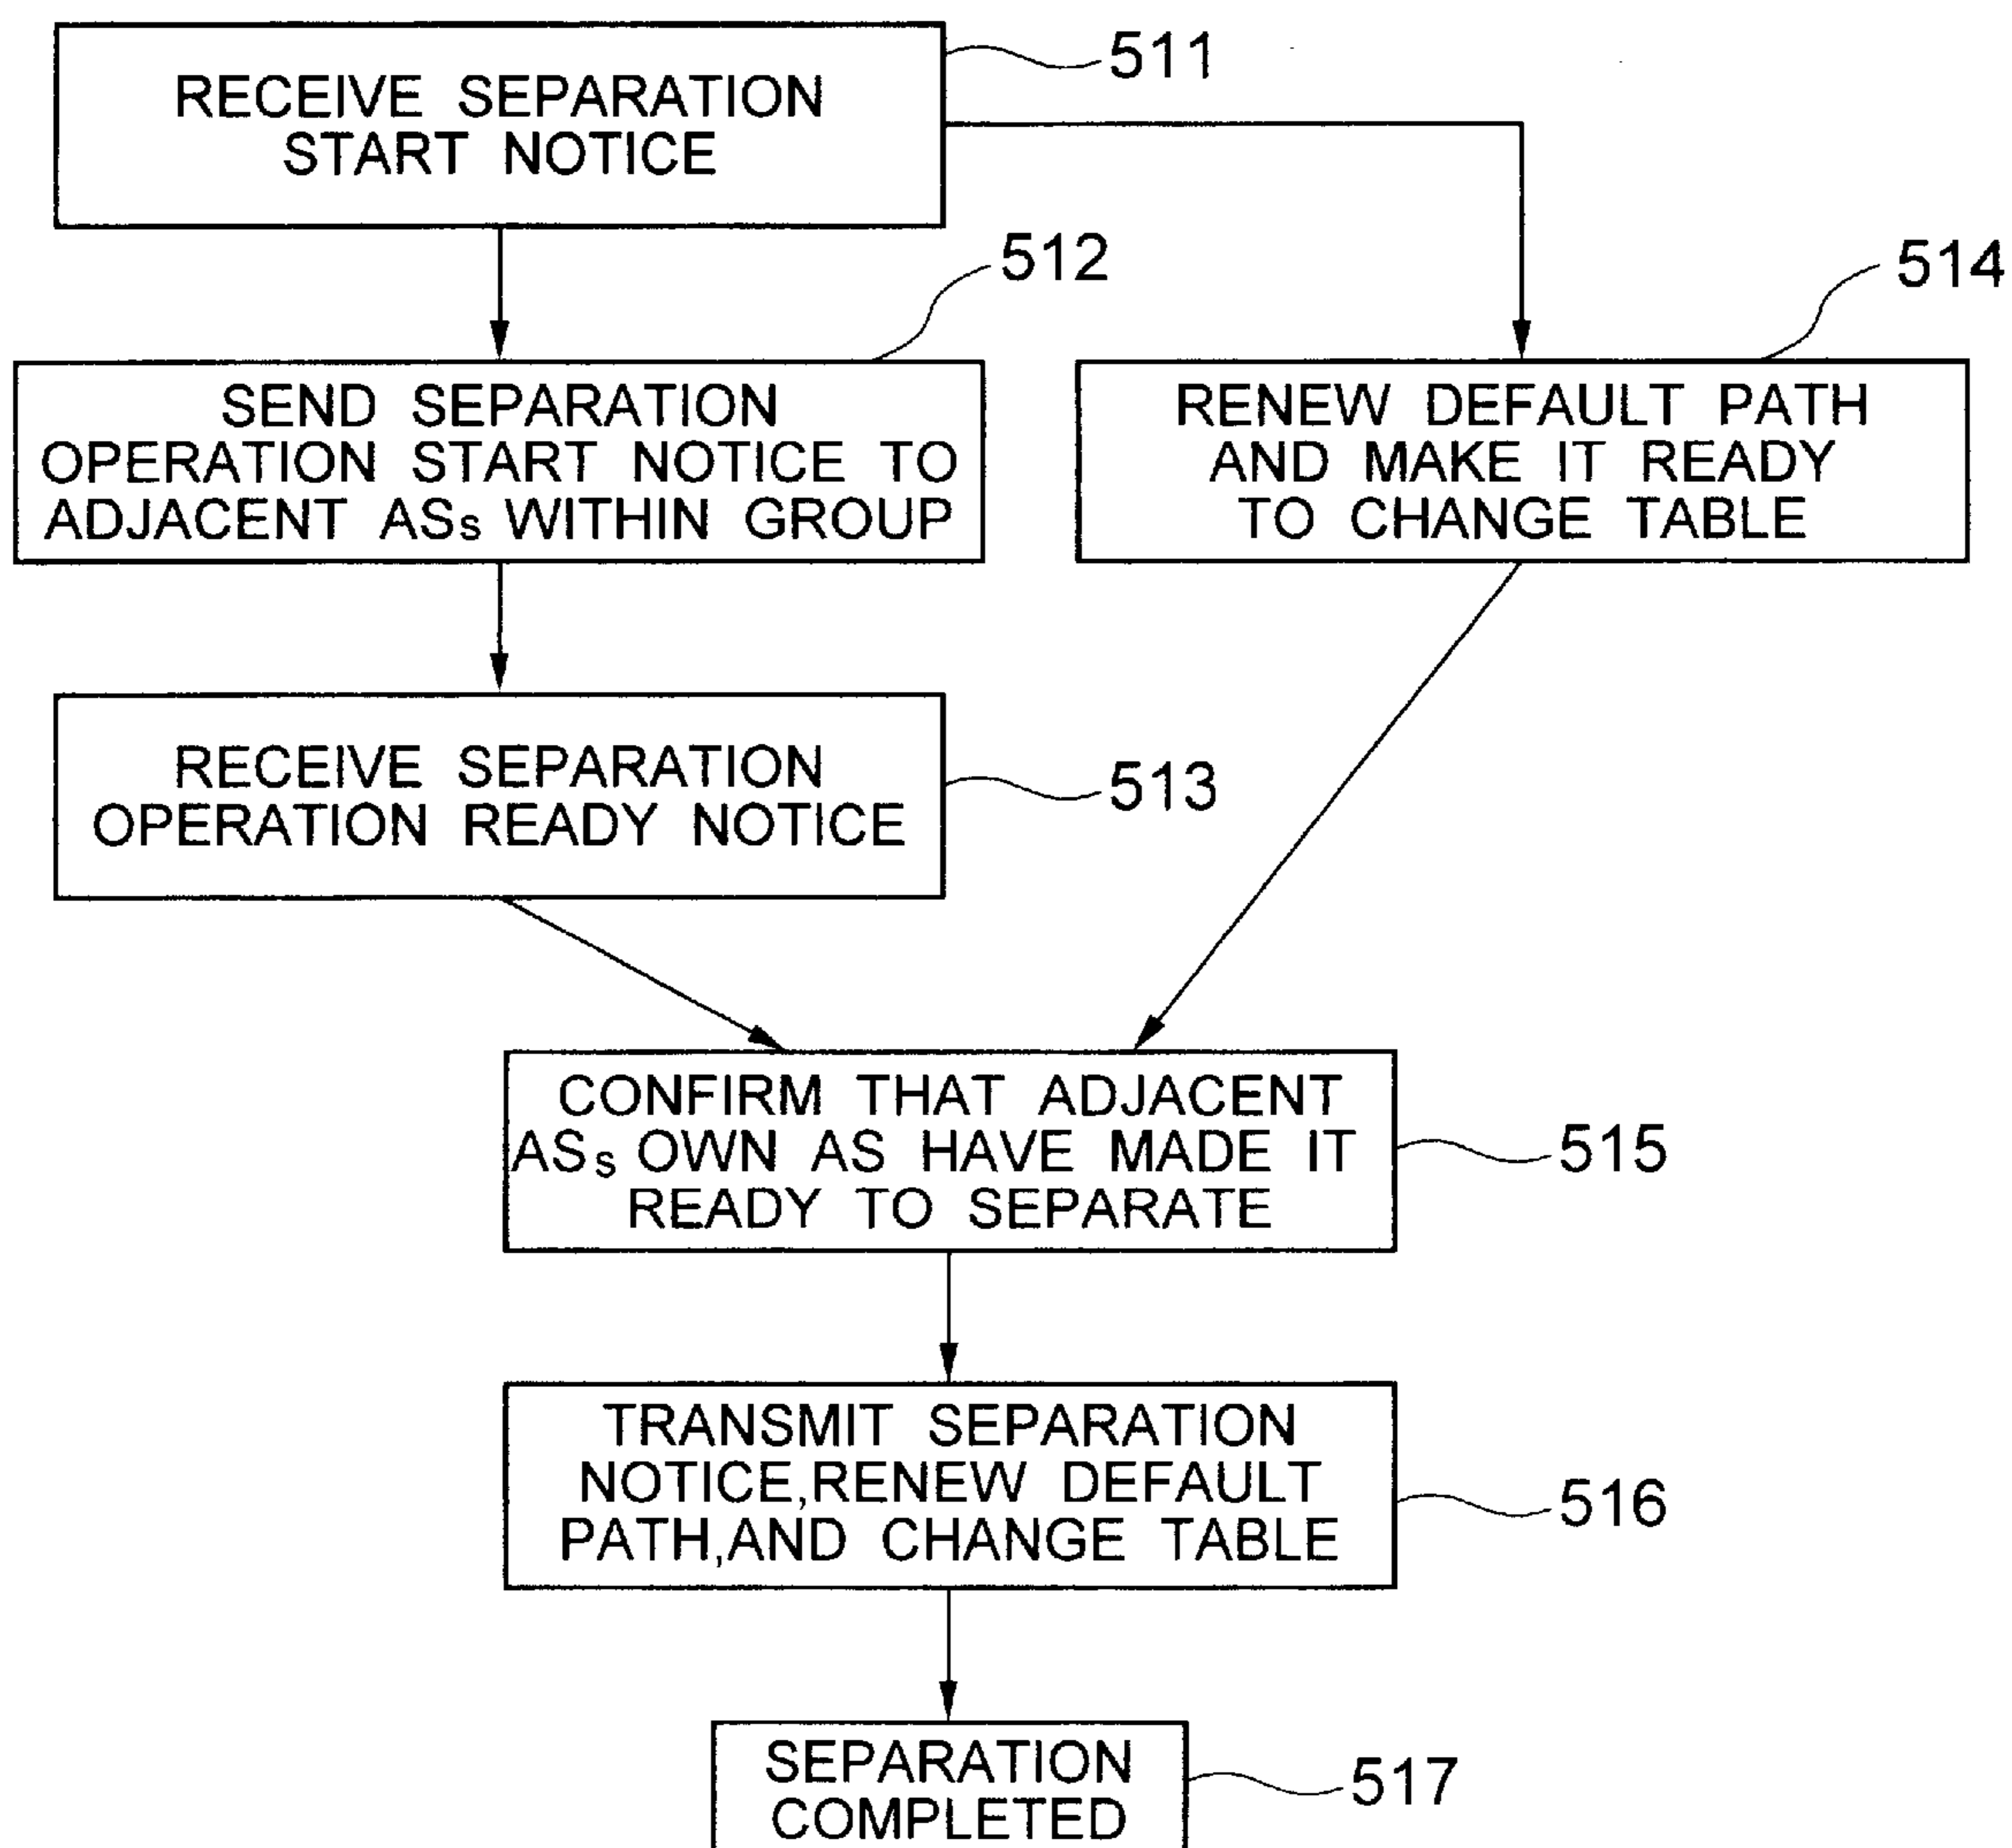 RECEIVE SEPARATION
START NOTICE
511
SEND SEPARATION
OPERATION START NOTICE TO
ADJACENT ASs WITHIN GROUP
512
RENEW DEFAULT PATH
AND MAKE IT READY
TO CHANGE TABLE
514
RECEIVE SEPARATION
OPERATION READY NOTICE
513
CONFIRM THAT ADJACENT
ASs OWN AS HAVE MADE IT
READY TO SEPARATE
515
TRANSMIT SEPARATION
NOTICE,RENEW DEFAULT
PATH,AND CHANGE TABLE
516
SEPARATION
COMPLETED
517